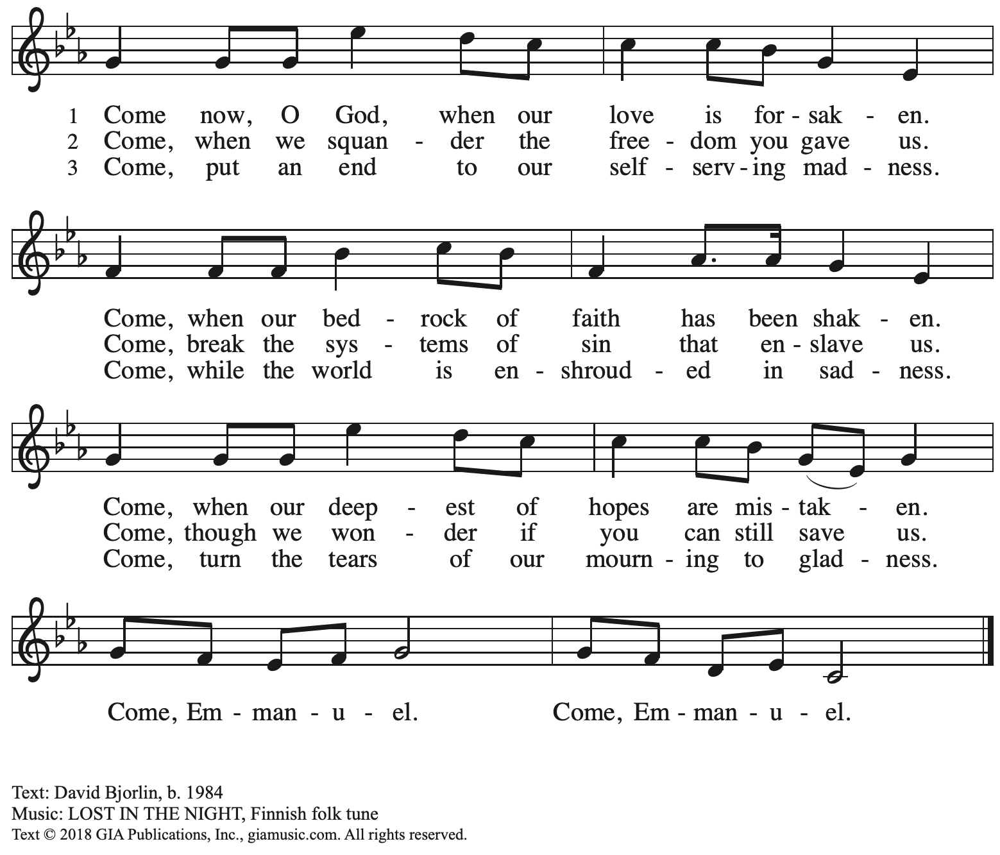 1 Come now, O God, when our love is for - sak - en.
2 Come, when we squan - der the free - dom you gave us.
3 Come, put an end to our self - serv - ing mad - ness.
Come, when our bed - rock of faith has been shak - en.
Come, break the sys - tems of sin that en - slave us.
Come, while the world is en - shroud - ed in sad - ness.
Come, when our deep - est of hopes are mis - tak - en.
Come, though we won - der if you can still save us.
Come, turn the tears of our mourn - ing to glad - ness.
Come, Em - man - u - el. Come, Em - man - u - el.
Text: David Bjorlin, b. 1984
Music: LOST IN THE NIGHT, Finnish folk tune
Text © 2018 GIA Publications, Inc., giamusic.com. All rights reserved.